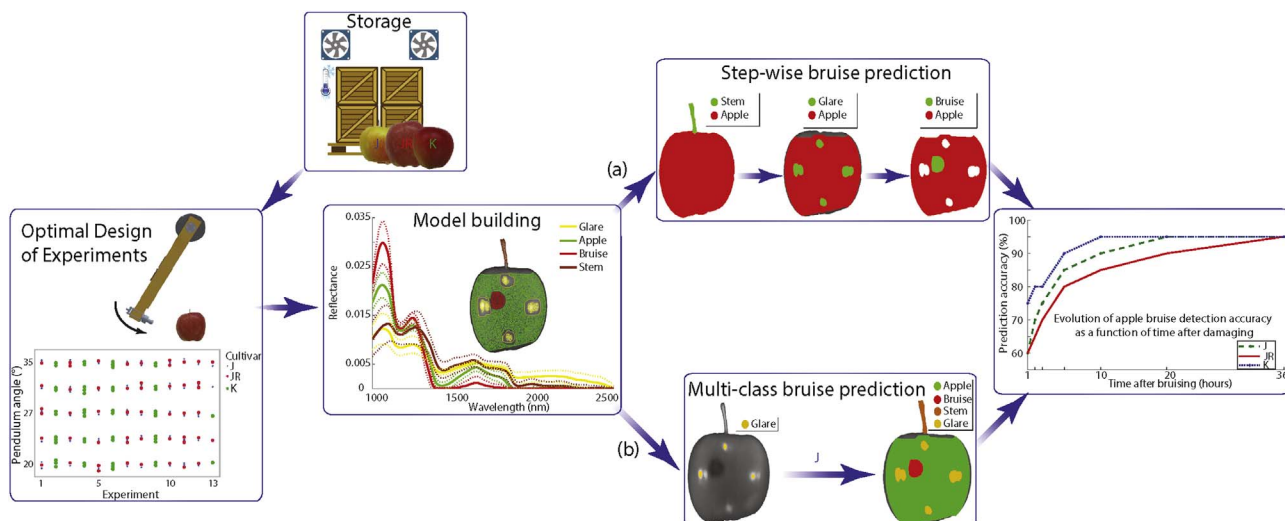 Storage
J
JR
K
Optimal Design
of Experiments
Cultivar
J
JR
K
Pendulum angle (°)
35
27
20
1
5
10
13
Experiment
Model building
Glare
Apple
Bruise
Stem
Reflectance
0.035
0.025
0.015
0.005
0
1000
1500
2000
2500
Wavelength (nm)
(a)
Step-wise bruise prediction
Stem
Apple
Glare
Apple
Bruise
Apple
(b)
Multi-class bruise prediction
Glare
J
Apple
Bruise
Stem
Glare
Prediction accuracy (%)
100
90
80
70
60
Evolution of apple bruise detection accuracy
as a function of time after damaging
J
JR
K
1
10
20
36
Time after bruising (hours)